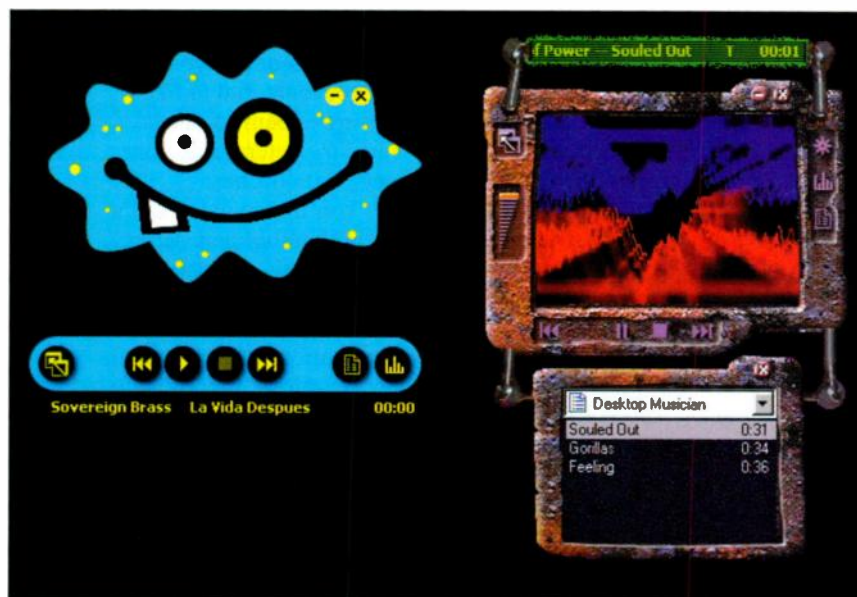 f Power – Souled Out T 00:01
Sovereign Brass La Vida Despues 00:00
Desktop Musician
Souled Out 0:31
Gorillas 0:34
Feeling 0:36